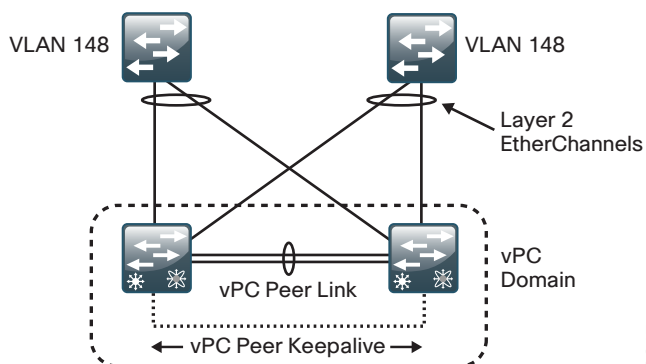 VLAN 148
VLAN 148
Layer 2
EtherChannels
vPC
Domain
vPC Peer Link
vPC Peer Keepalive